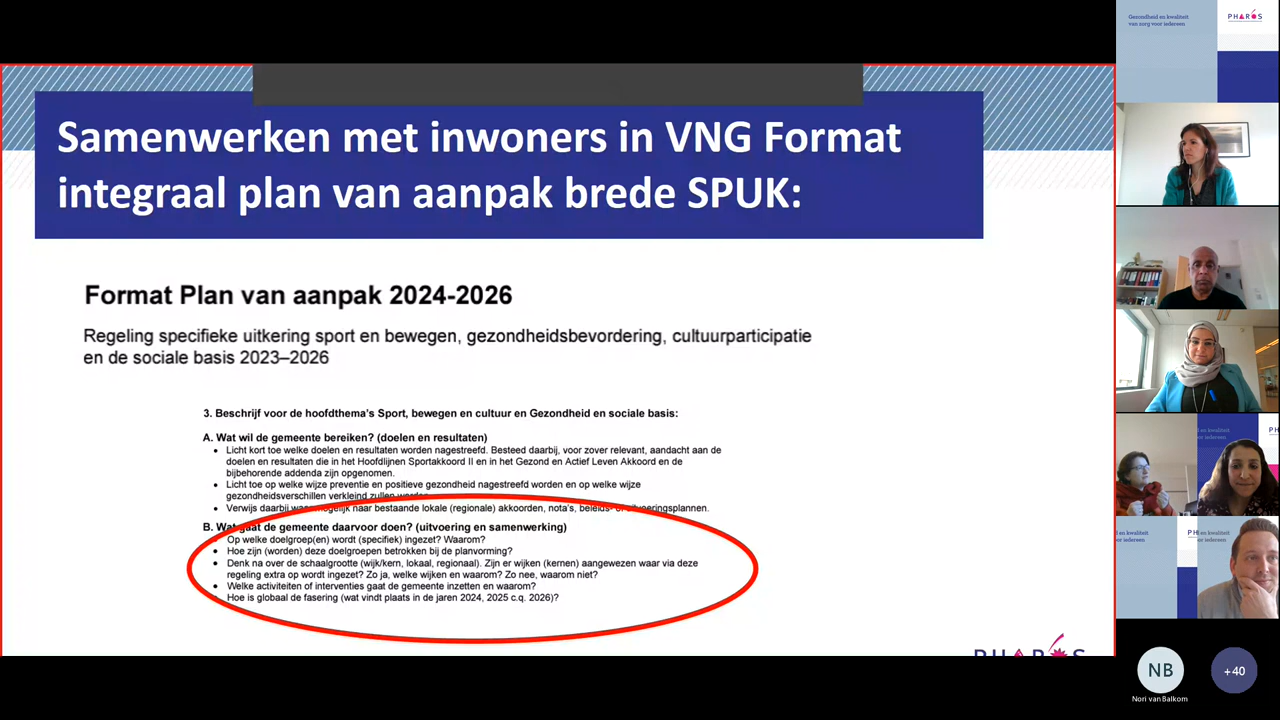 Samenwerken met inwoners in VNG Format
integraal plan van aanpak brede SPUK:
Format Plan van aanpak 2024-2026
Regeling specifieke uitkering sport en bewegen, gezondheidsbevordering, cultuurparticipatie
en de sociale basis 2023–2026
3. Beschrijf voor de hoofdthema's Sport, bewegen en cultuur en Gezondheid en sociale basis:
A. Wat wil de gemeente bereiken? (doelen en resultaten)
• Licht kort toe welke doelen en resultaten worden nagestreefd. Besteed daarbij, voor zover relevant, aandacht aan de
doelen en resultaten die in het Hoofdlijnen Sportakkoord II en in het Gezond en Actief Leven Akkoord en de
bijbehorende addenda zijn opgenomen.
• Licht toe op welke wijze preventie en positieve gezondheid nagestreefd worden en op welke wijze
gezondheidsverschillen verkleind zullen worden.
• Verwijs daarbij waar mogelijk naar bestaande lokale (regionale) akkoorden, nota's, beleids- of uitvoeringsplannen.
B. Wat gaat de gemeente daarvoor doen? (uitvoering en samenwerking)
Op welke doelgroep(en) wordt (specifiek) ingezet? Waarom?
• Hoe zijn (worden) deze doelgroepen betrokken bij de planvorming?
• Denk na over de schaalgrootte (wijk/kern, lokaal, regionaal). Zijn er wijken (kernen) aangewezen waar via deze
regeling extra op wordt ingezet? Zo ja, welke wijken en waarom? Zo nee, waarom niet?
• Welke activiteiten of interventies gaat de gemeente inzetten en waarom?
• Hoe is globaal de fasering (wat vindt plaats in de jaren 2024, 2025 c.q. 2026)?
PHAROS
Gezondheid en kwaliteit
van zorg voor iedereen
PHAROS
NB
+40
Nori van Balkom